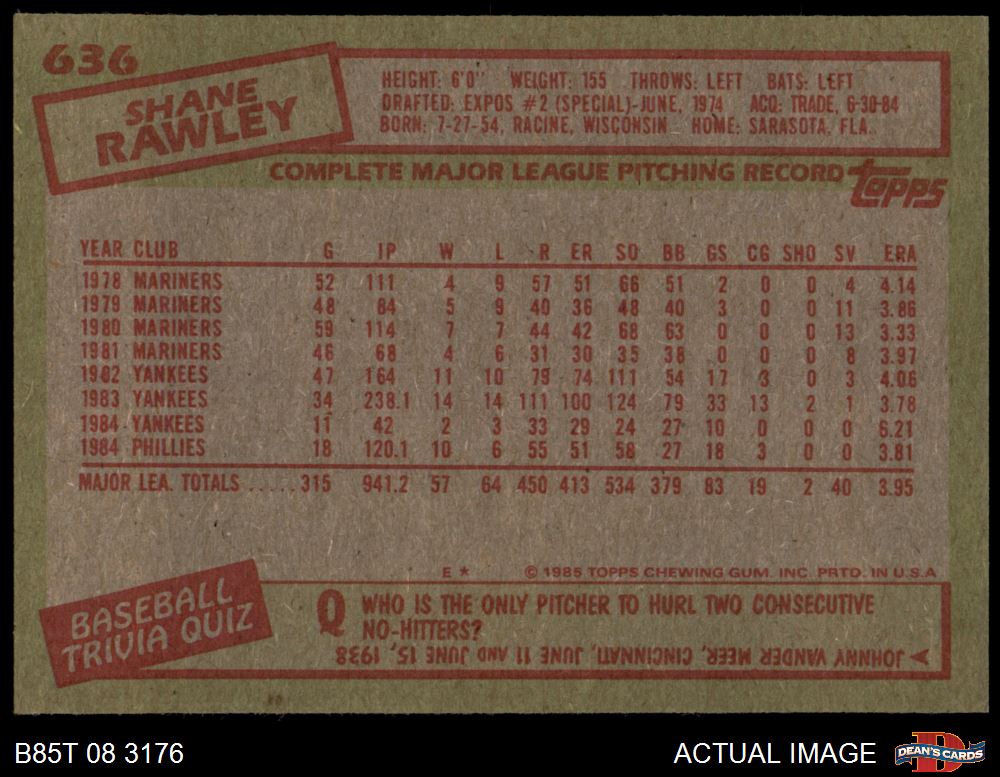 636
SHANE
RAWLEY
HEIGHT: 6'0" WEIGHT: 155 THROWS: LEFT BATS: LEFT
DRAFTED: EXPOS #2 (SPECIAL)-JUNE, 1974 ACQ: TRADE, 6-30-84
BORN: 7-27-54, RACINE, WISCONSIN HOME: SARASOTA, FLA.
COMPLETE MAJOR LEAGUE PITCHING RECORD
topps
YEAR CLUB G IP W L R ER SO BB GS CG SHO SV ERA
1978 MARINERS 52 111 4 9 57 51 66 51 2 0 0 4 4.14
1979 MARINERS 48 84 5 9 40 36 48 40 3 0 0 11 3.86
1980 MARINERS 59 114 7 7 44 42 68 63 0 0 0 13 3.33
1981 MARINERS 46 68 4 6 31 30 35 38 0 0 0 8 3.97
1982 YANKEES 47 164 11 10 79 74 111 54 17 3 0 3 4.06
1983 YANKEES 34 238.1 14 14 111 100 124 79 33 13 2 1 3.78
1984 YANKEES 11 42 2 3 33 29 24 27 10 0 0 0 6.21
1984 PHILLIES 18 120.1 10 6 55 51 58 27 18 3 0 0 3.81
MAJOR LEA. TOTALS ..... 315 941.2 57 64 450 413 534 379 83 19 2 40 3.95
E * © 1985 TOPPS CHEWING GUM, INC. PRTD. IN U.S.A
BASEBALL
TRIVIA QUIZ
Q WHO IS THE ONLY PITCHER TO HURL TWO CONSECUTIVE
NO-HITTERS?
JOHNNY VANDER MEER, CINCINNATI, JUNE 11 AND JUNE 15, 1938
B85T 08 3176
ACTUAL IMAGE
DEAN'S CARDS